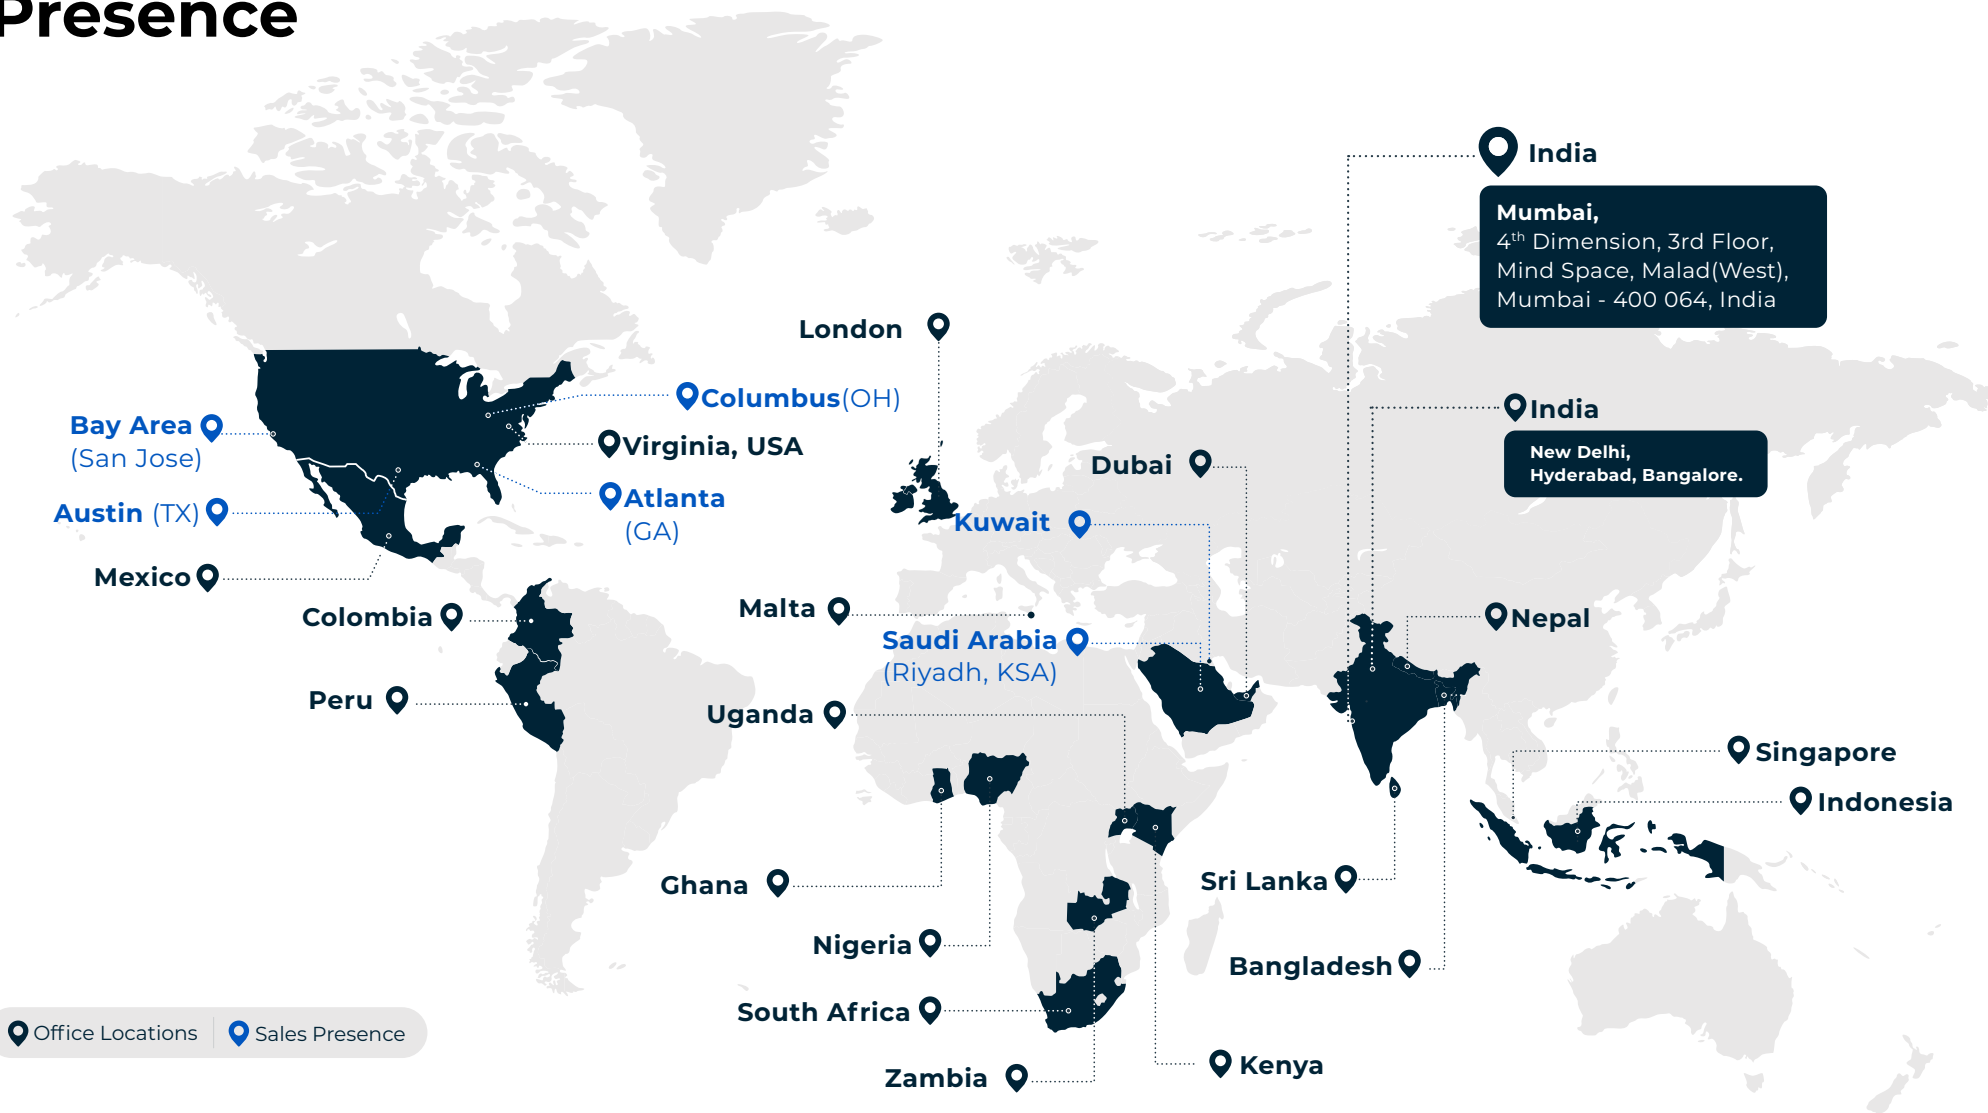 Presence
India
Mumbai,
4th Dimension, 3rd Floor,
Mind Space, Malad(West),
Mumbai - 400 064, India
London
Columbus(OH)
India
Bay Area
(San Jose)
Virginia, USA
Dubai
New Delhi,
Hyderabad, Bangalore.
Austin (TX)
Atlanta
(GA)
Kuwait
Mexico
Colombia
Malta
Nepal
Saudi Arabia
(Riyadh, KSA)
Peru
Uganda
Singapore
Indonesia
Ghana
Sri Lanka
Nigeria
Bangladesh
South Africa
Office Locations
Sales Presence
Zambia
Kenya